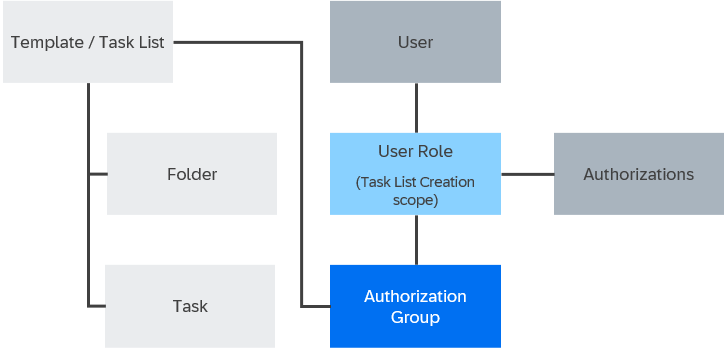 Template / Task List
User
User Role
(Task List Creation
scope)
Folder
Authorizations
Authorization
Group
Task